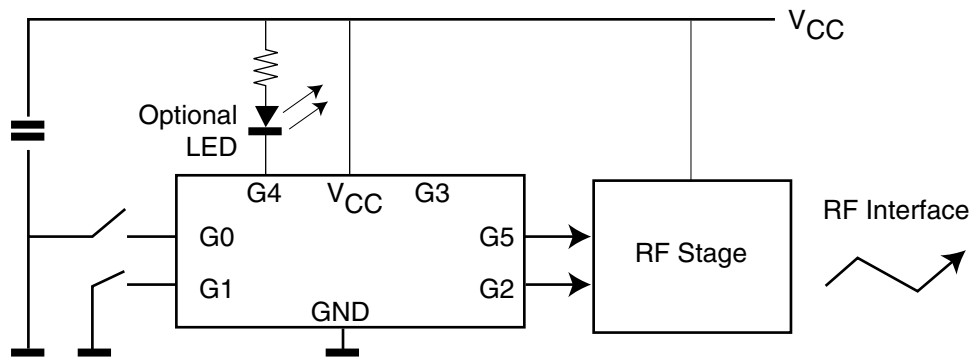 VCC
Optional
LED
G4
VCC
G3
RF Interface
G0
G5
RF Stage
G1
G2
GND